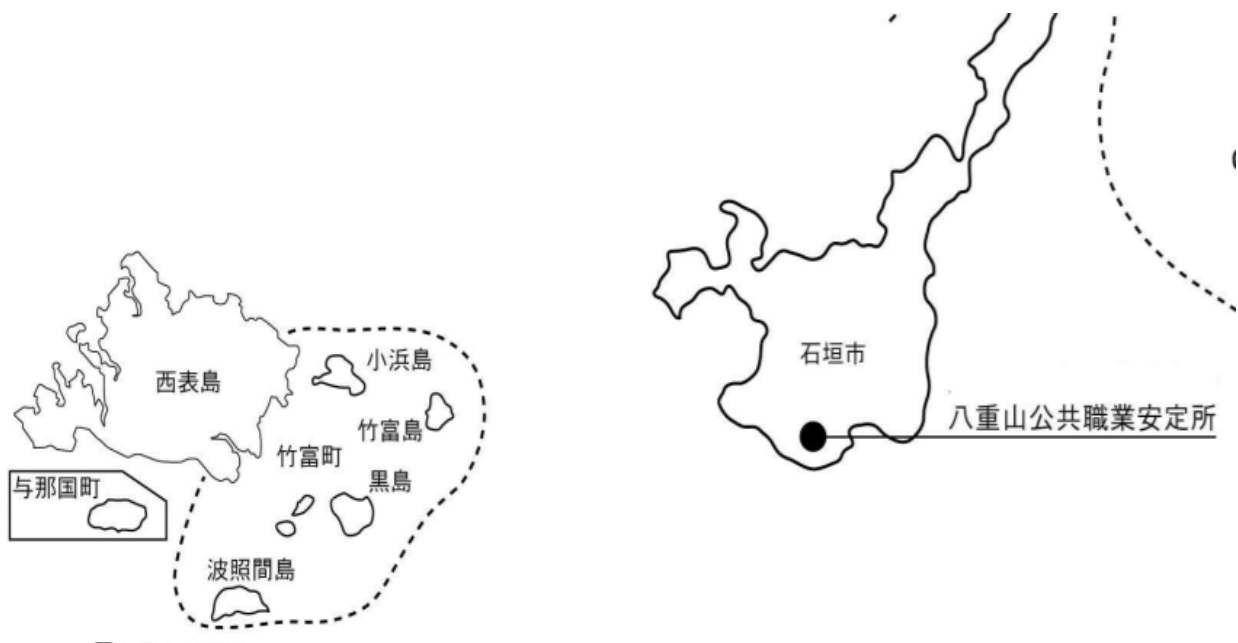 石垣市
小浜島
西表島
八重山公共職業安定所
竹富島
竹富町
黒島
与那国町
波照間島